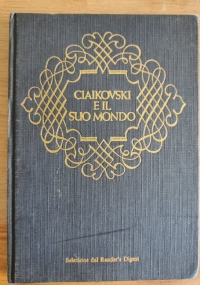 CIAIKOVSKI
E IL
SUO MONDO
Selezione dal Reader's Digest